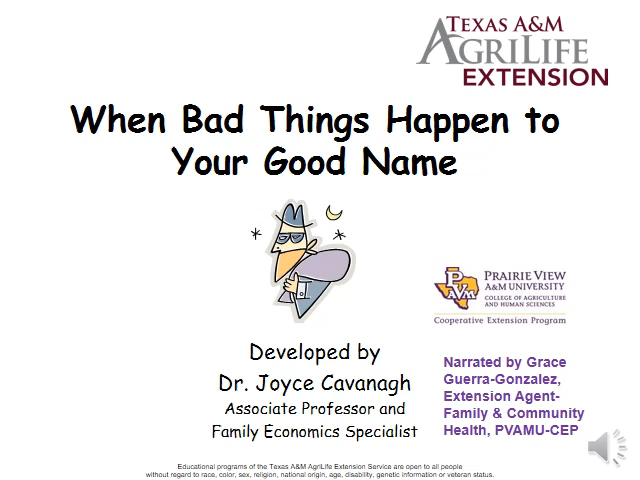 TEXAS A&M
AGRILIFE
EXTENSION
When Bad Things Happen to
Your Good Name
PV
AM
PRAIRIE VIEW
A&M UNIVERSITY
COLLEGE OF AGRICULTURE
AND HUMAN SCIENCES
Cooperative Extension Program
Developed by
Dr. Joyce Cavanagh
Associate Professor and
Family Economics Specialist
Narrated by Grace
Guerra-Gonzalez,
Extension Agent-
Family & Community
Health, PVAMU-CEP
Educational programs of the Texas A&M AgriLife Extension Service are open to all people
without regard to race, color, sex, religion, national origin, age, disability, genetic information or veteran status.